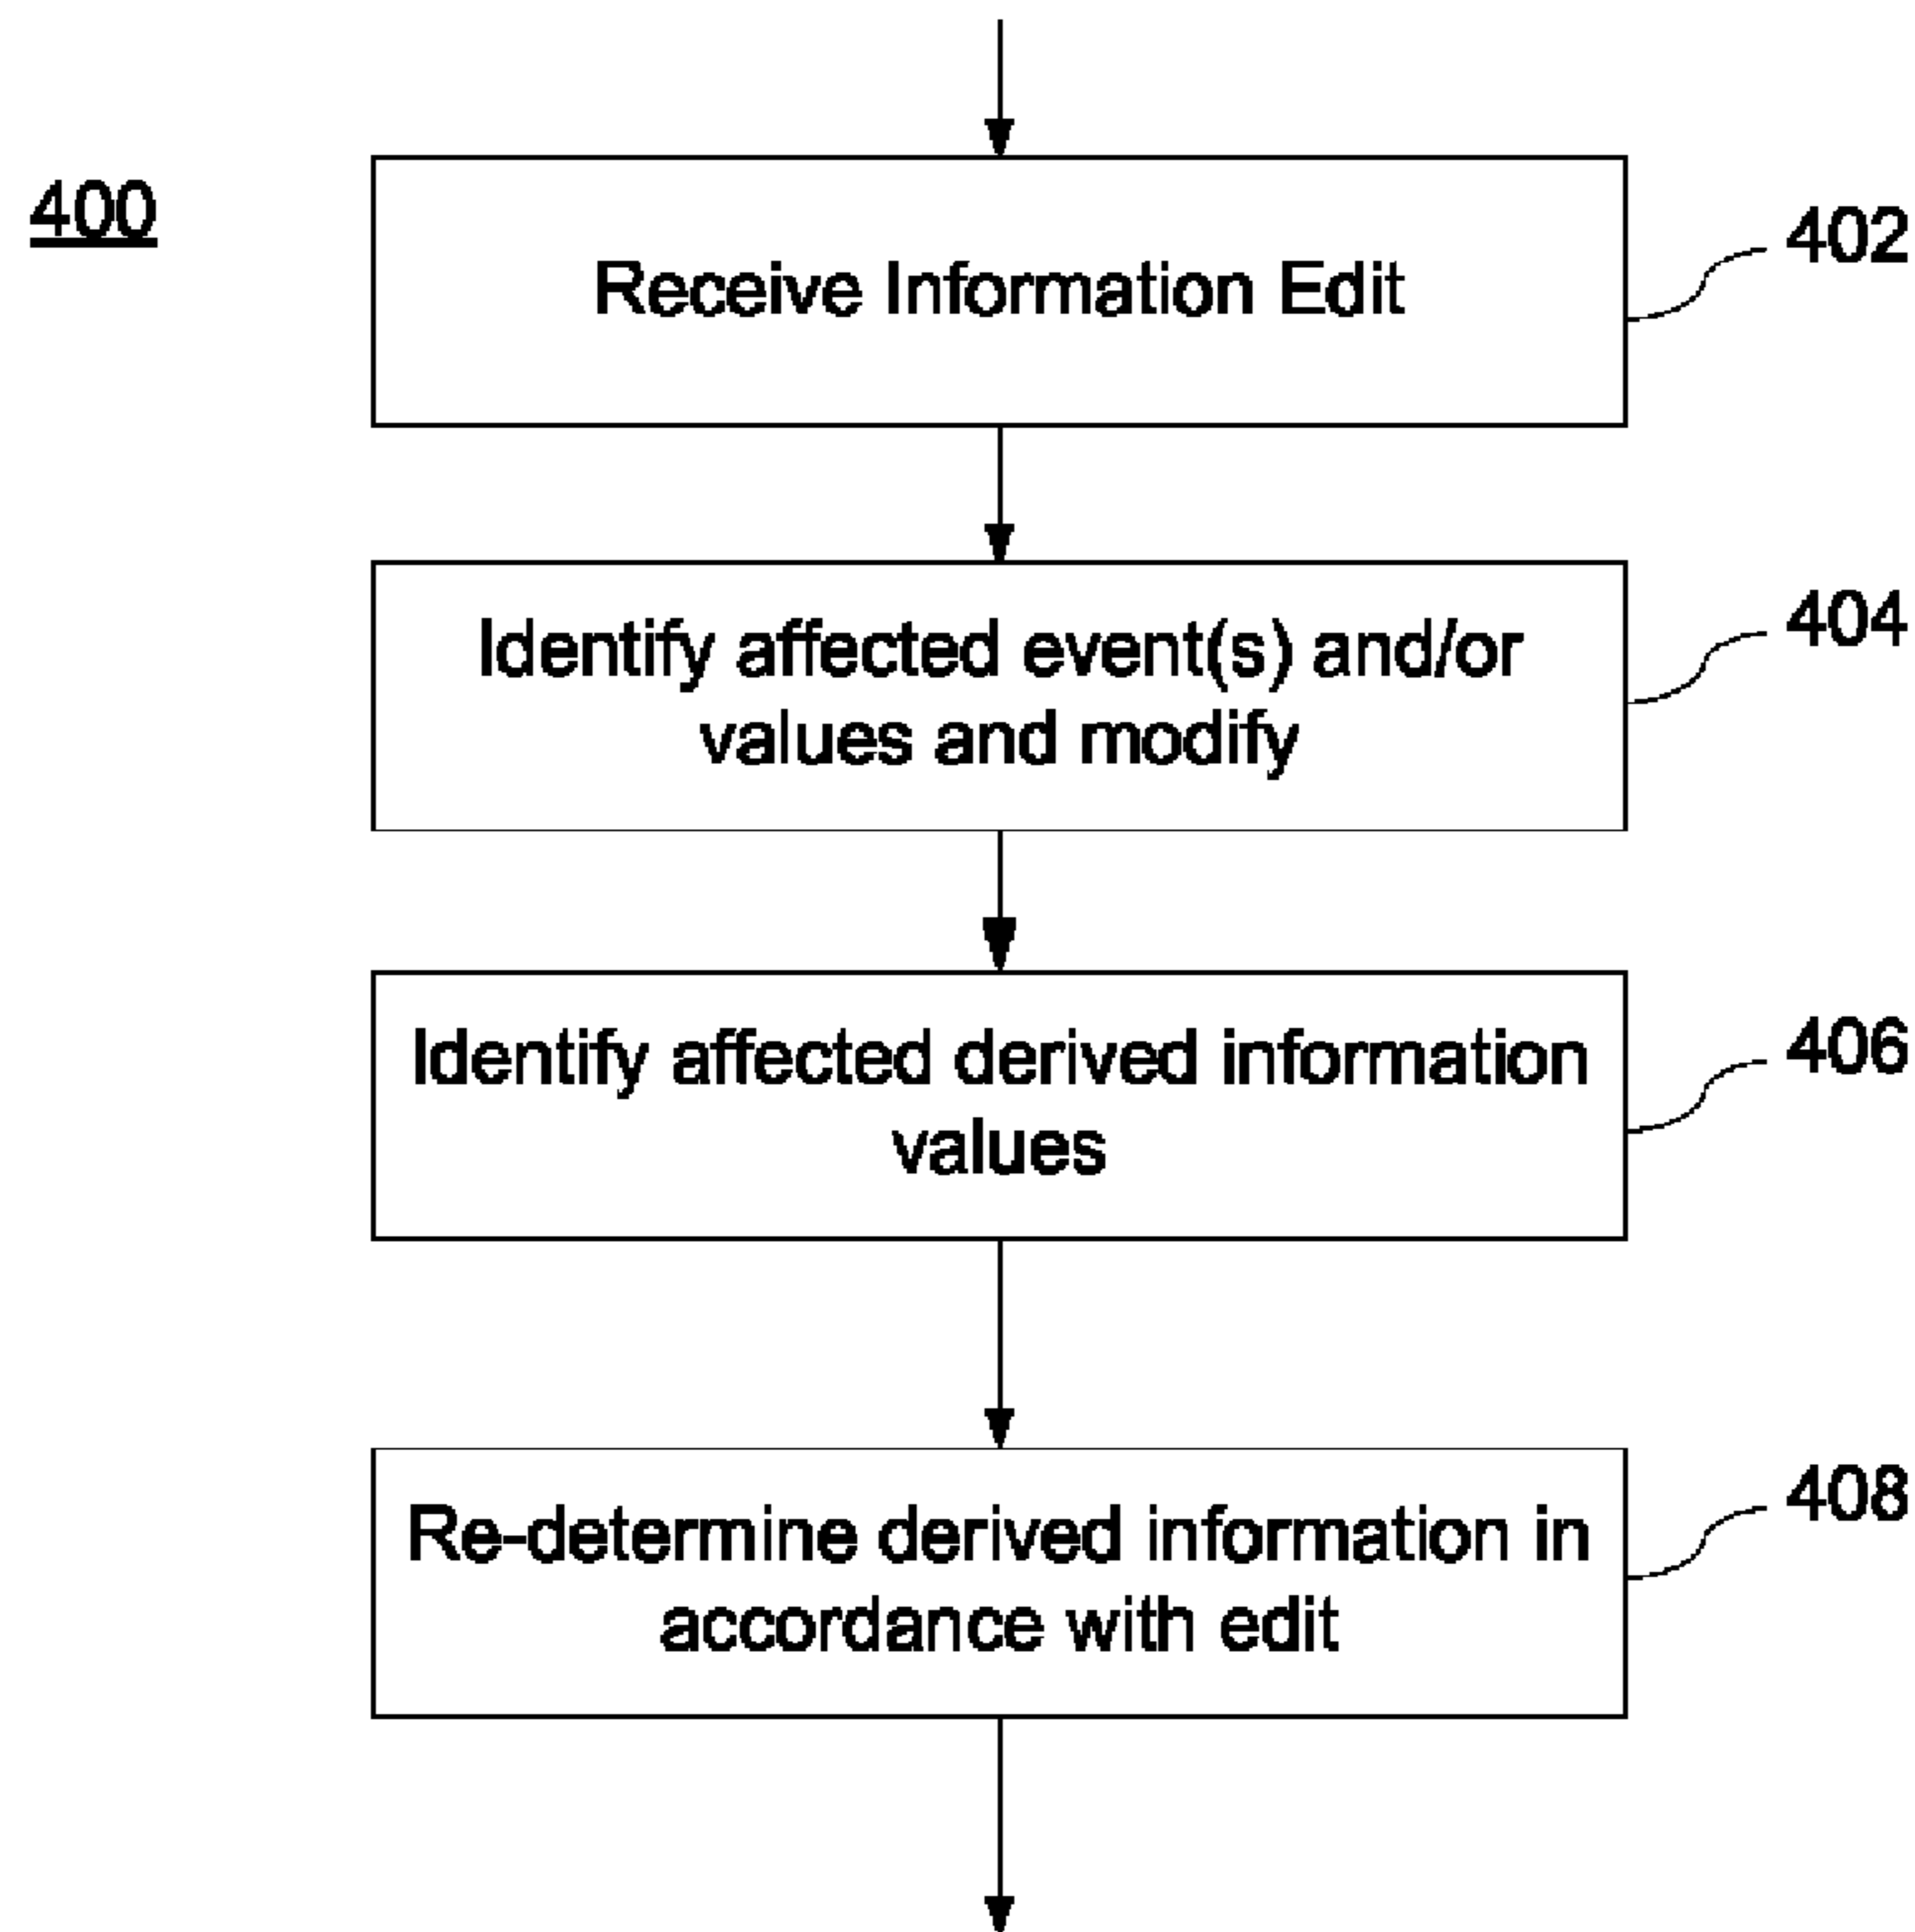 400
Receive Information Edit
402
Identify affected event(s) and/or
values and modify
404
Identify affected derived information
values
406
Re-determine derived information in
accordance with edit
408